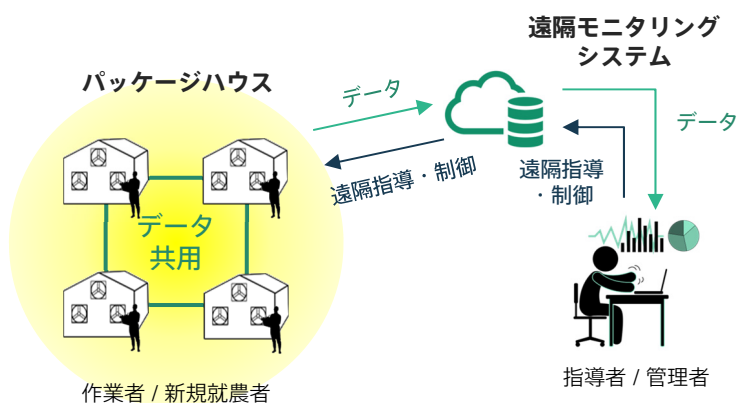 遠隔モニタリング
システム
パッケージハウス
データ
データ
遠隔指導・制御
遠隔指導
・制御
データ
共用
作業者 / 新規就農者
指導者 / 管理者